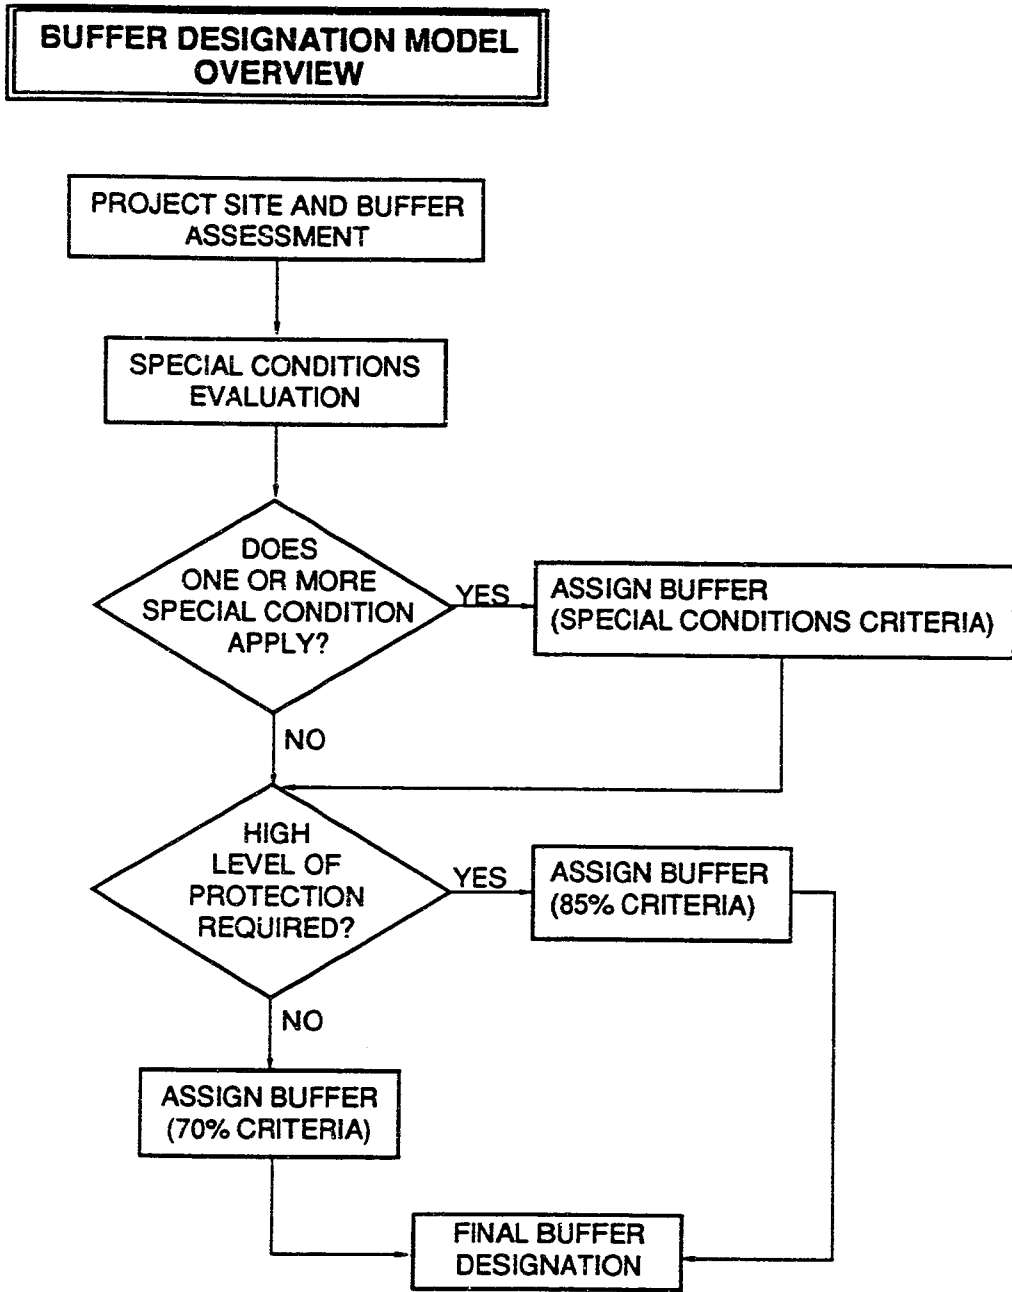 BUFFER DESIGNATION MODEL
OVERVIEW
PROJECT SITE AND BUFFER
ASSESSMENT
SPECIAL CONDITIONS
EVALUATION
DOES
ONE OR MORE
SPECIAL CONDITION
APPLY?
YES
ASSIGN BUFFER
(SPECIAL CONDITIONS CRITERIA)
NO
HIGH
LEVEL OF
PROTECTION
REQUIRED?
YES
ASSIGN BUFFER
(85% CRITERIA)
NO
ASSIGN BUFFER
(70% CRITERIA)
FINAL BUFFER
DESIGNATION